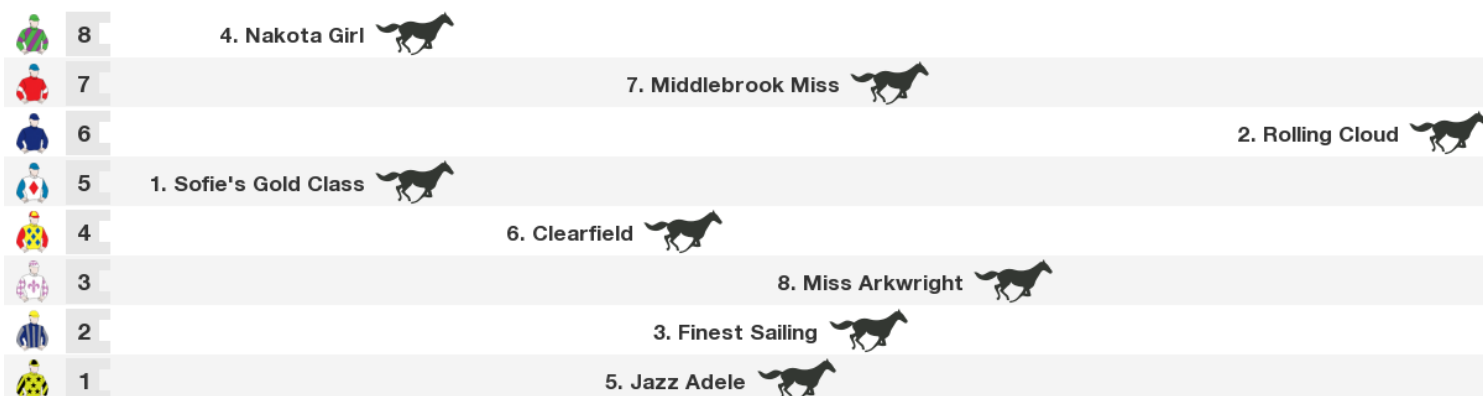 8 4. Nakota Girl
7 7. Middlebrook Miss
6 2. Rolling Cloud
5 1. Sofie's Gold Class
4 6. Clearfield
3 8. Miss Arkwright
2 3. Finest Sailing
1 5. Jazz Adele